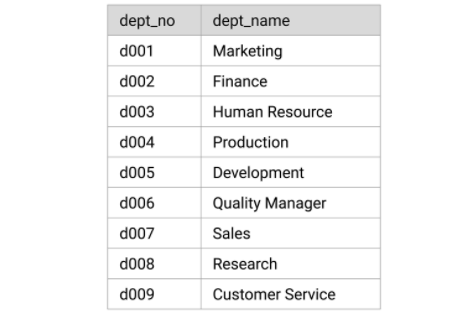 dept_no dept_name
d001 Marketing
d002 Finance
d003 Human Resource
d004 Production
d005 Development
d006 Quality Manager
d007 Sales
d008 Research
d009 Customer Service